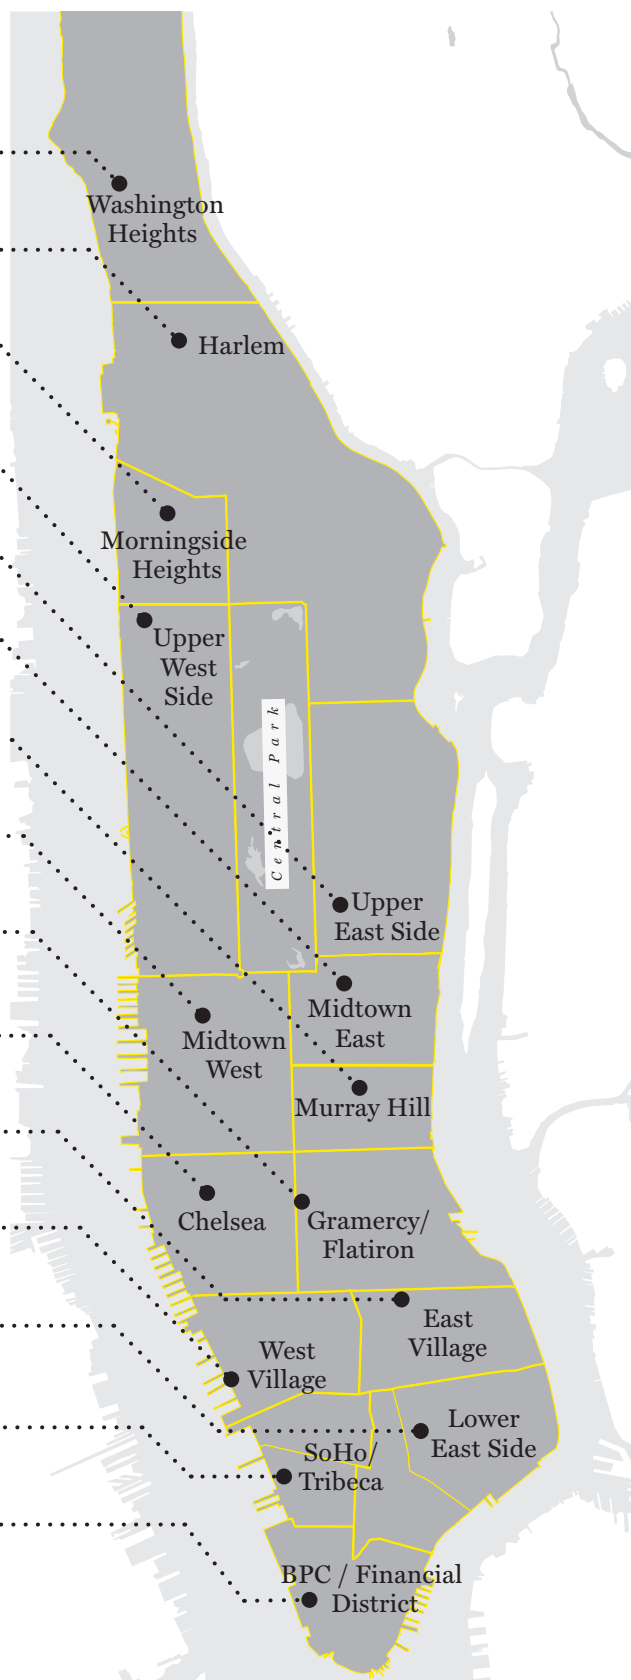 Washington
Heights
Harlem
Morningside
Heights
Upper
West
Side
Central Park
Upper
East Side
Midtown
East
Midtown
West
Murray Hill
Chelsea
Gramercy/
Flatiron
East
Village
West
Village
Lower
East Side
SoHo/
Tribeca
BPC / Financial
District